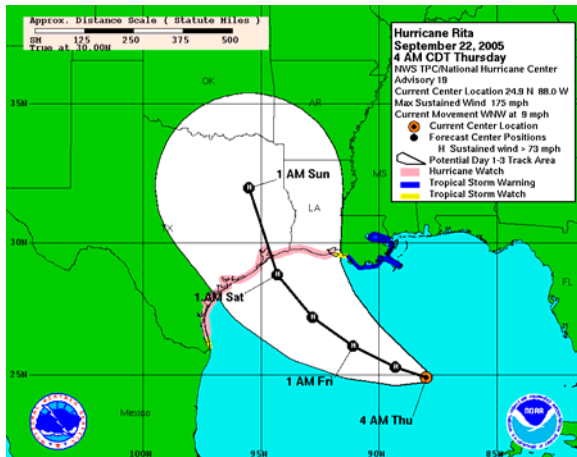 Approx. Distance Scale ( Statute Miles )
SM 125 250 375 500
True at 30.00N
Hurricane Rita
September 22, 2005
4 AM CDT Thursday
NWS TPC/National Hurricane Center
Advisory 19
Current Center Location 24.9 N 88.0 W
Max Sustained Wind 175 mph
Current Movement WNW at 9 mph
Current Center Location
Forecast Center Positions
H Sustained wind > 73 mph
Potential Day 1-3 Track Area
Hurricane Watch
Tropical Storm Warning
Tropical Storm Watch
OK
35N
AR
MS
H 1 AM Sun
LA
TX
30N
H
1 AM Sat
H
H
H
1 AM Fri
25N
4 AM Thu
Mexico
NOAA
100W 95W 90W 85W